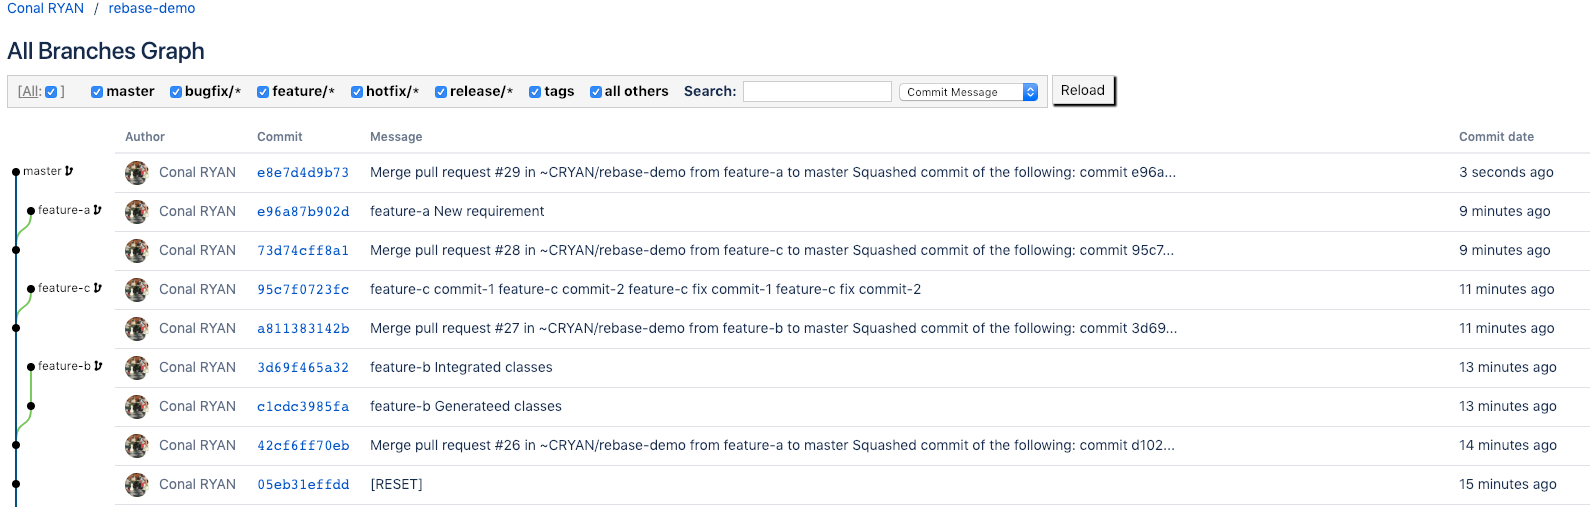 Conal RYAN / rebase-demo
All Branches Graph
[All: ] master bugfix/* feature/* hotfix/* release/* tags all others Search: Commit Message Reload
Author Commit Message Commit date
master Conal RYAN e8e7d4d9b73 Merge pull request #29 in ~CRYAN/rebase-demo from feature-a to master Squashed commit of the following: commit e96a... 3 seconds ago
feature-a Conal RYAN e96a87b902d feature-a New requirement 9 minutes ago
Conal RYAN 73d74cff8a1 Merge pull request #28 in ~CRYAN/rebase-demo from feature-c to master Squashed commit of the following: commit 95c7... 9 minutes ago
feature-c Conal RYAN 95c7f0723fc feature-c commit-1 feature-c commit-2 feature-c fix commit-1 feature-c fix commit-2 11 minutes ago
Conal RYAN a811383142b Merge pull request #27 in ~CRYAN/rebase-demo from feature-b to master Squashed commit of the following: commit 3d69... 11 minutes ago
feature-b Conal RYAN 3d69f465a32 feature-b Integrated classes 13 minutes ago
Conal RYAN c1cdc3985fa feature-b Generateed classes 13 minutes ago
Conal RYAN 42cf6ff70eb Merge pull request #26 in ~CRYAN/rebase-demo from feature-a to master Squashed commit of the following: commit d102... 14 minutes ago
Conal RYAN 05eb31effdd [RESET] 15 minutes ago